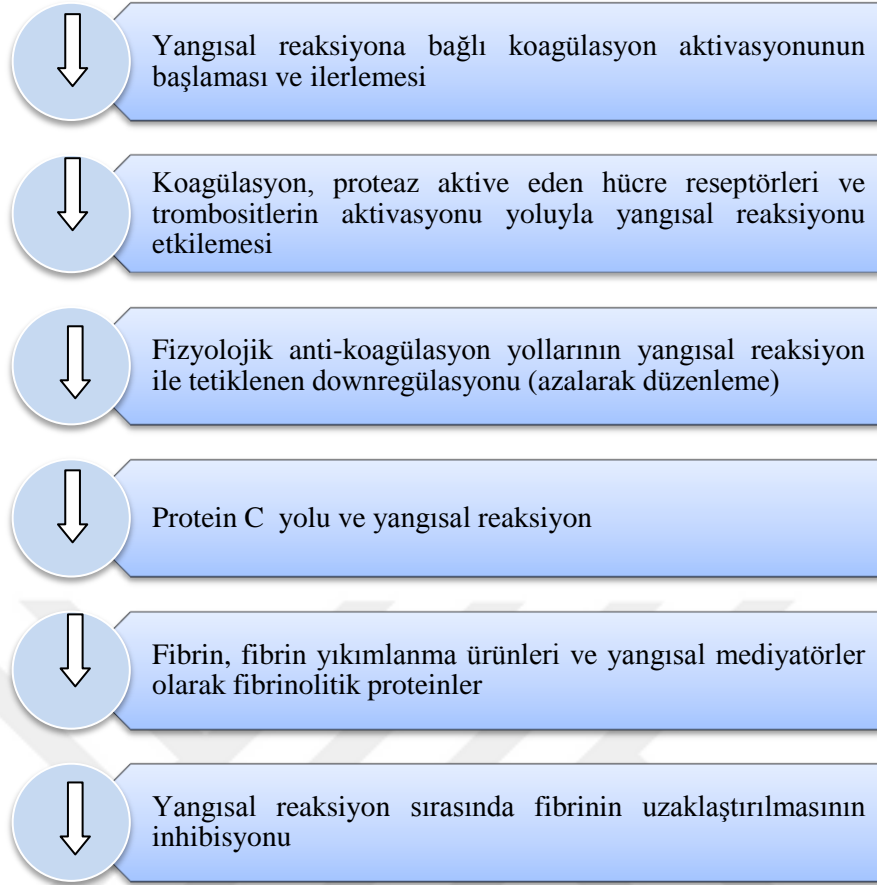 Yangısal reaksiyona bağlı koagülasyon aktivasyonunun
başlaması ve ilerlemesi
Koagülasyon, proteaz aktive eden hücre reseptörleri ve
trombositlerin aktivasyonu yoluyla yangısal reaksiyonu
etkilemesi
Fizyolojik anti-koagülasyon yollarının yangısal reaksiyon
ile tetiklenen downregülasyonu (azalarak düzenleme)
Protein C yolu ve yangısal reaksiyon
Fibrin, fibrin yıkımlanma ürünleri ve yangısal mediyatörler
olarak fibrinolitik proteinler
Yangısal reaksiyon sırasında fibrinin uzaklaştırılmasının
inhibisyonu